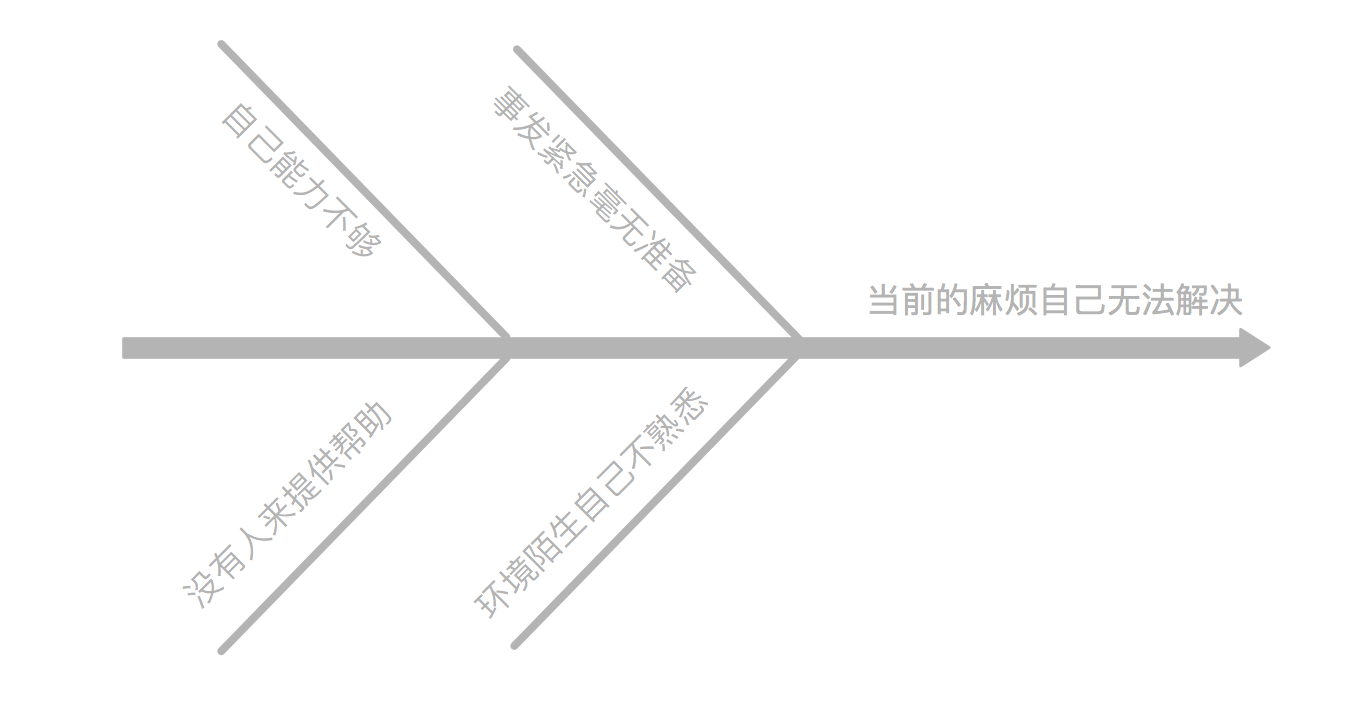 自己能力不够
事发紧急毫无准备
当前的麻烦自己无法解决
没有人来提供帮助
环境陌生自己不熟悉